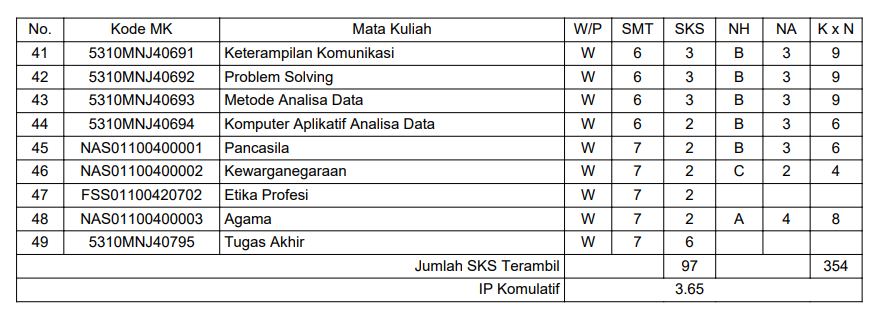 No. Kode MK Mata Kuliah W/P SMT SKS NH NA K x N
41 5310MNJ40691 Keterampilan Komunikasi W 6 3 B 3 9
42 5310MNJ40692 Problem Solving W 6 3 B 3 9
43 5310MNJ40693 Metode Analisa Data W 6 3 B 3 9
44 5310MNJ40694 Komputer Aplikatif Analisa Data W 6 2 B 3 6
45 NAS01100400001 Pancasila W 7 2 B 3 6
46 NAS01100400002 Kewarganegaraan W 7 2 C 2 4
47 FSS01100420702 Etika Profesi W 7 2
48 NAS01100400003 Agama W 7 2 A 4 8
49 5310MNJ40795 Tugas Akhir W 7 6
Jumlah SKS Terambil 97 354
IP Komulatif 3.65